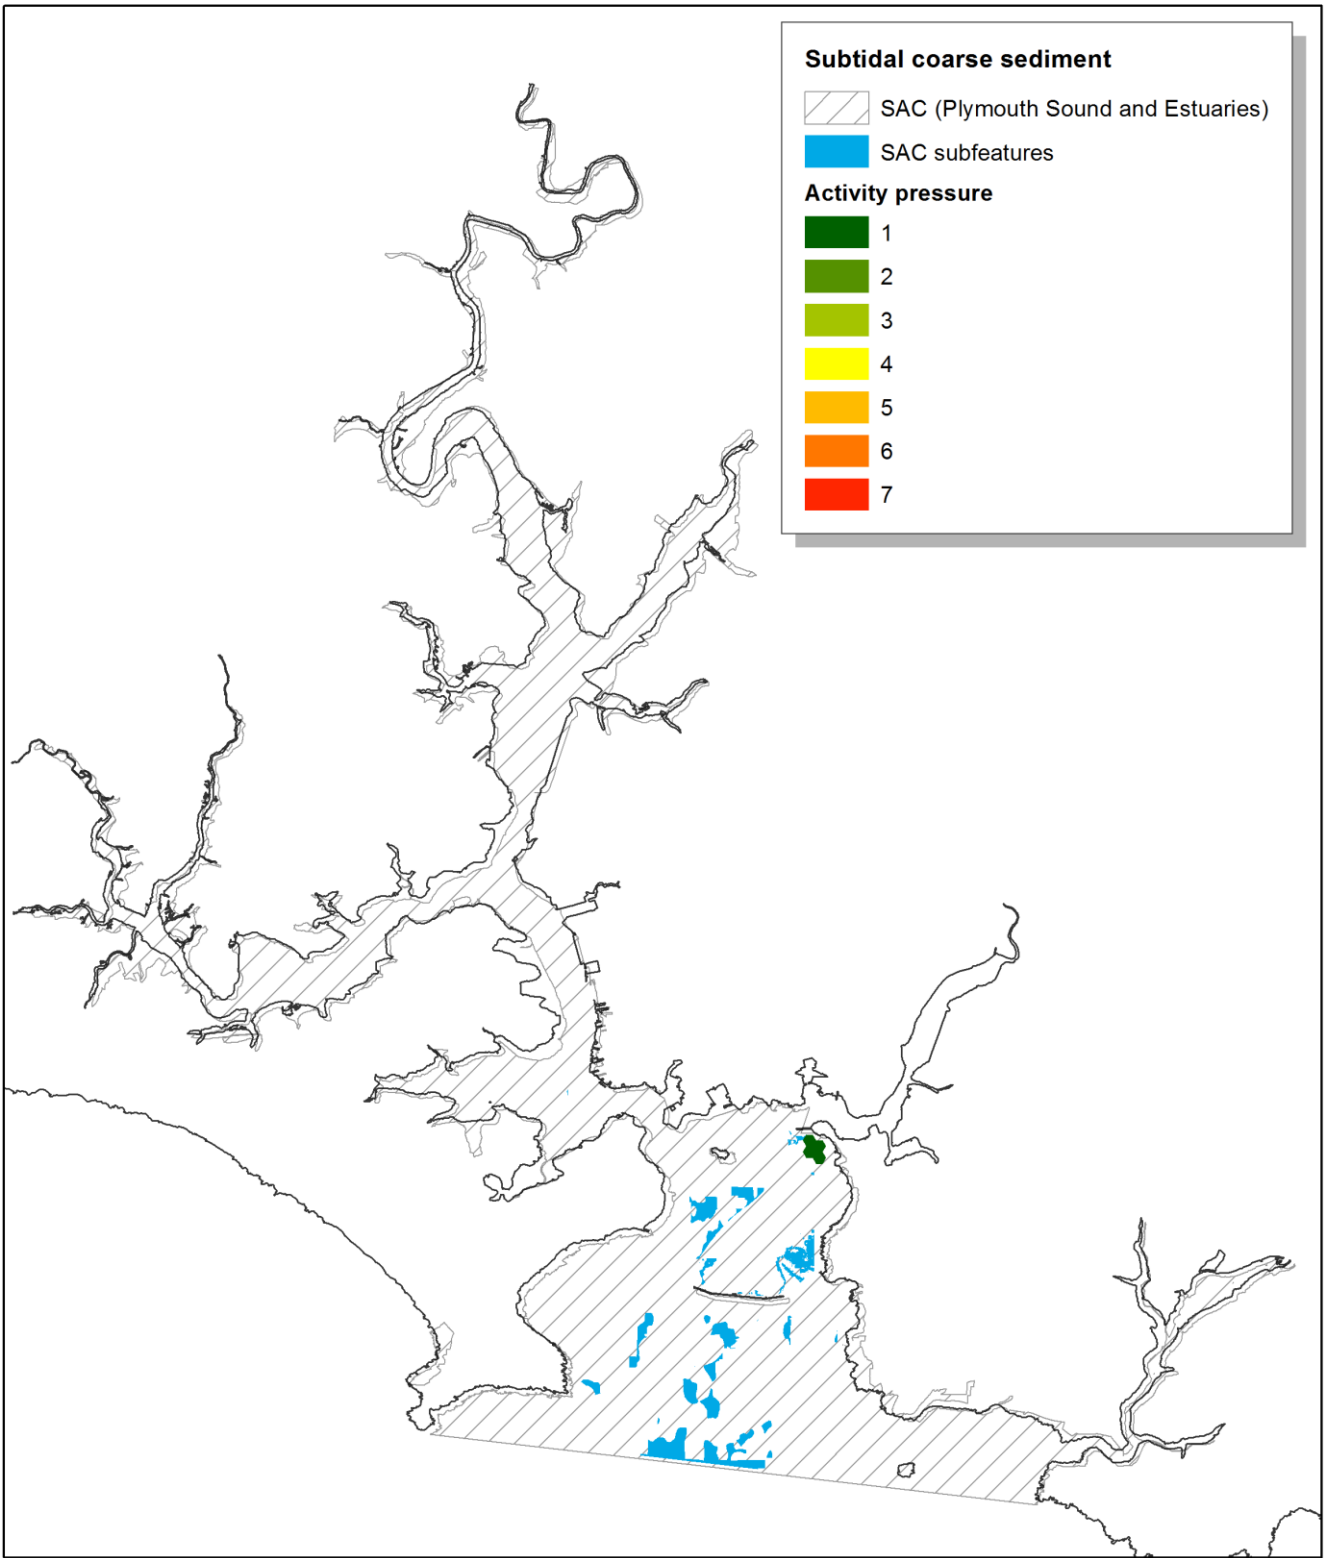 Subtidal coarse sediment
SAC (Plymouth Sound and Estuaries)
SAC subfeatures
Activity pressure
1
2
3
4
5
6
7